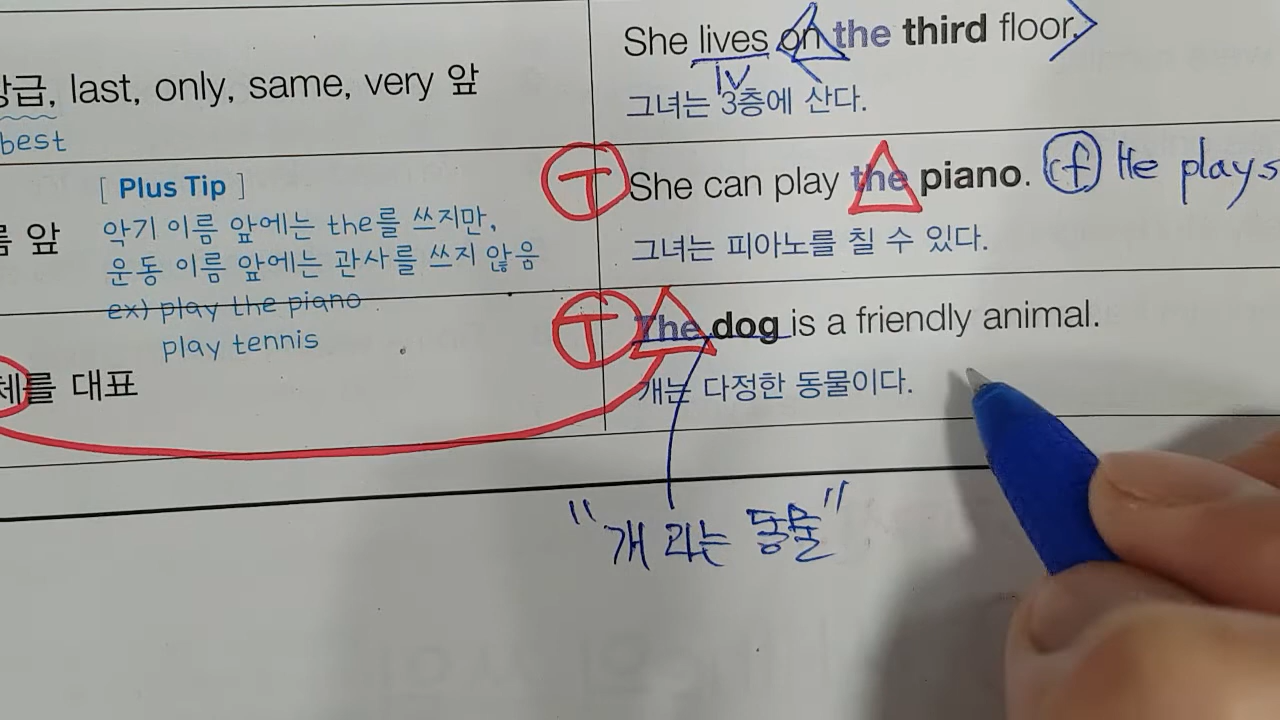 She lives on the third floor.
급, last, only, same, very 앞
IV
그녀는 3층에 산다.
best
T
She can play the piano. cf He plays
[ Plus Tip ]
악기 이름 앞에는 the를 쓰지만,
앞
운동 이름 앞에는 관사를 쓰지 않음
그녀는 피아노를 칠 수 있다.
ex) play the piano
T
The dog is a friendly animal.
play tennis
체를 대표
개는 다정한 동물이다.
"개 라는 동물"